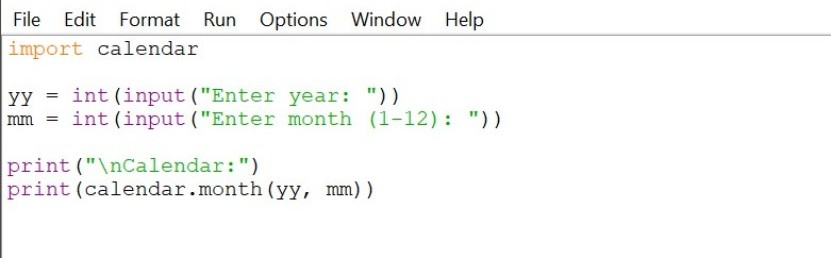 File Edit Format Run Options Window Help
import calendar
yy = int(input("Enter year: "))
mm = int(input("Enter month (1-12): "))
print("\nCalendar:")
print(calendar.month(yy, mm))